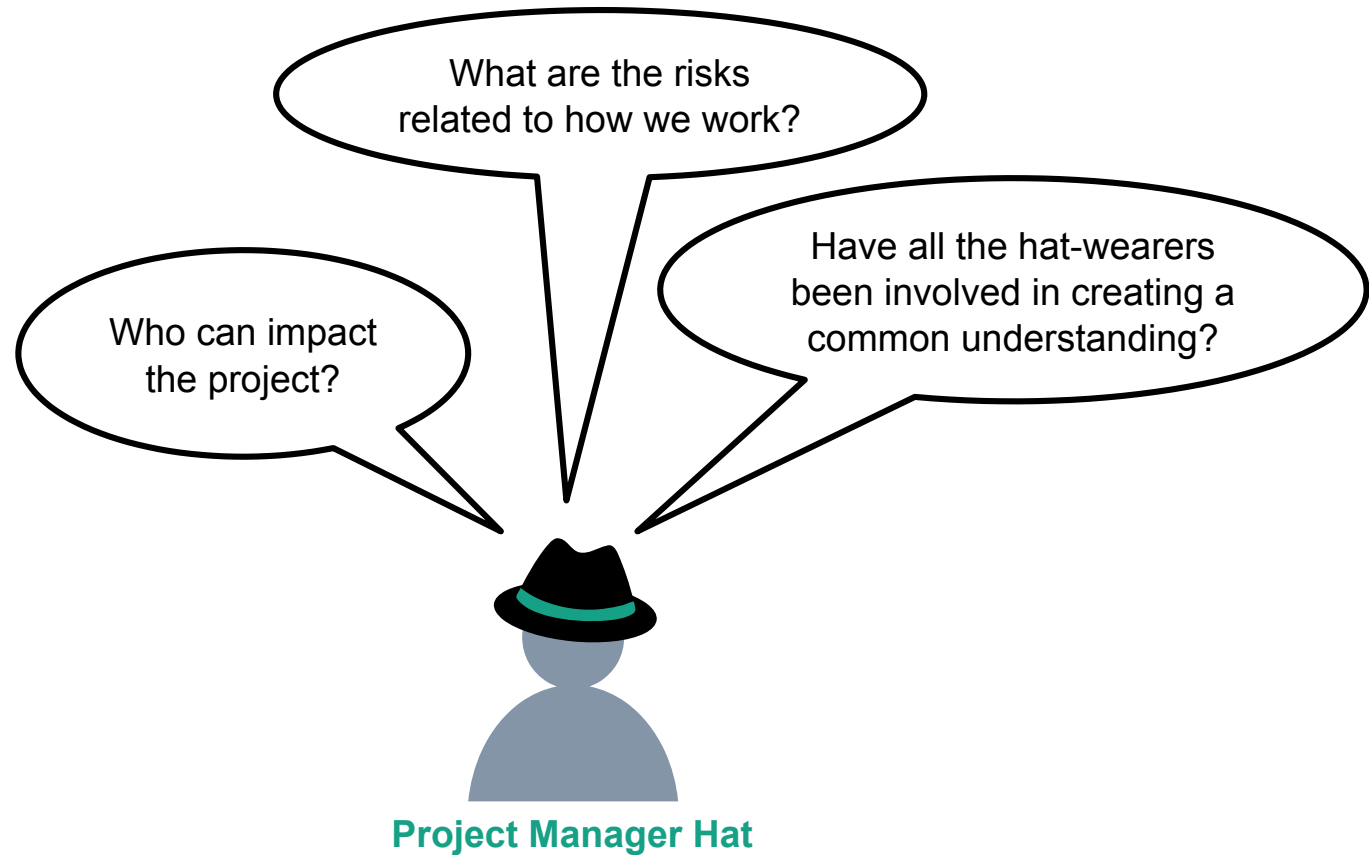 What are the risks
related to how we work?
Have all the hat-wearers
been involved in creating a
common understanding?
Who can impact
the project?
Project Manager Hat